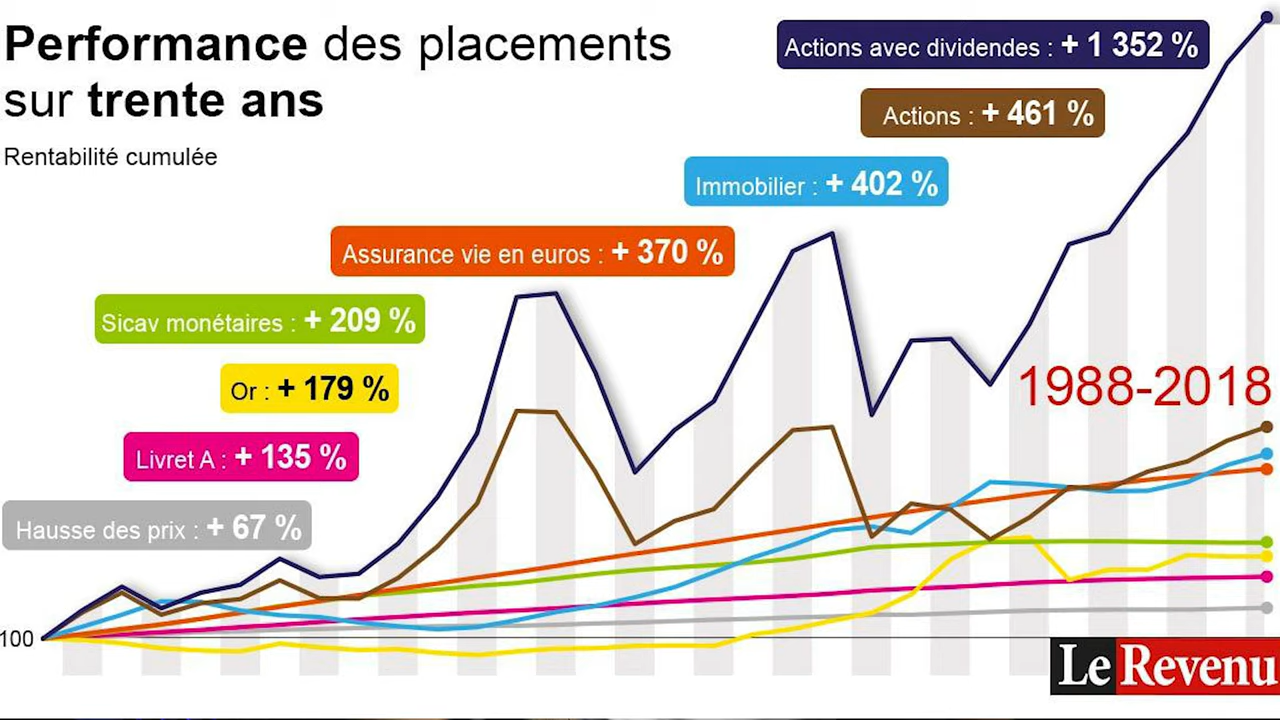 Performance des placements
sur trente ans
Rentabilité cumulée
Actions avec dividendes : + 1 352 %
Actions : + 461 %
Immobilier : + 402 %
Assurance vie en euros : + 370 %
Sicav monétaires : + 209 %
Or : + 179 %
Livret A : + 135 %
Hausse des prix : + 67 %
1988-2018
100
Le Revenu